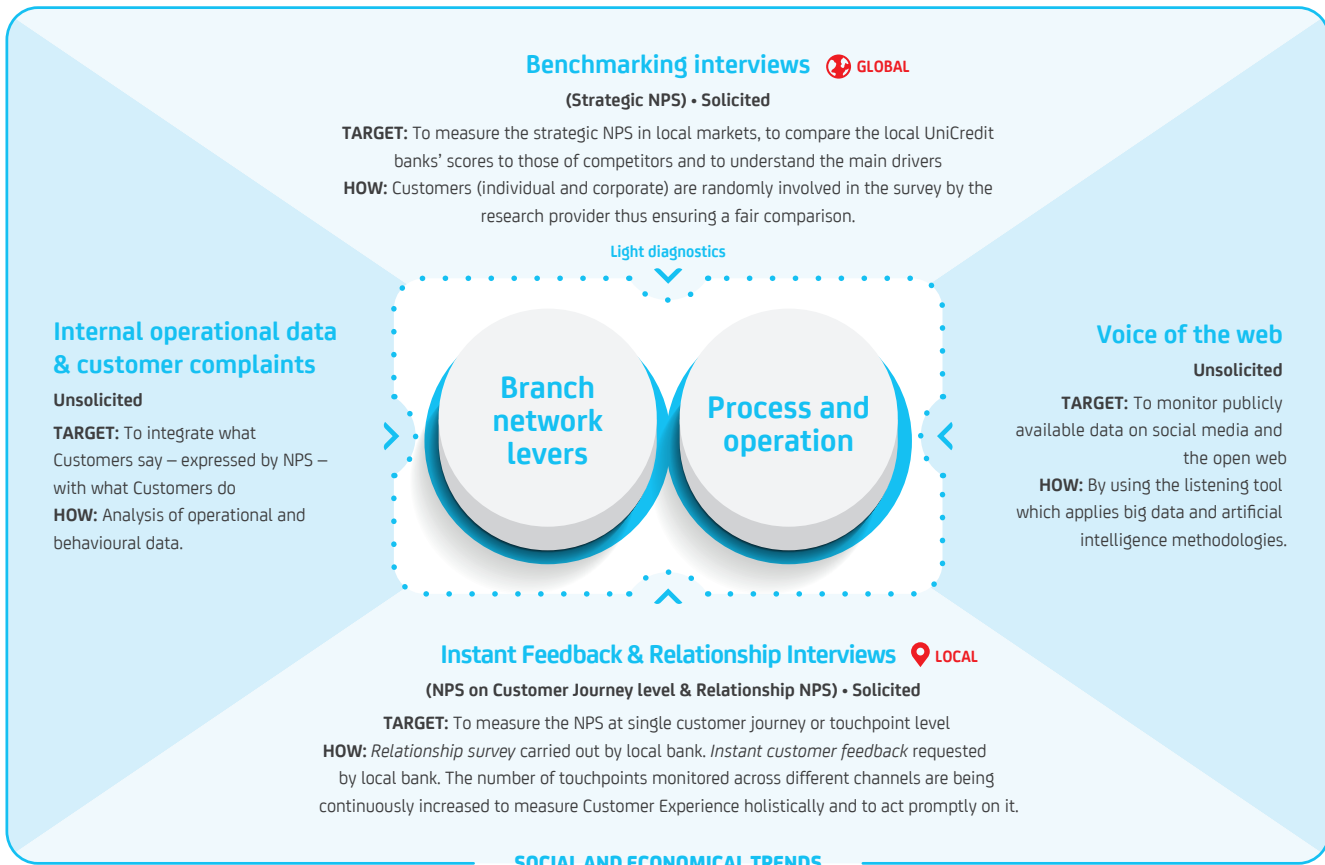 Benchmarking interviews GLOBAL
(Strategic NPS) • Solicited
TARGET: To measure the strategic NPS in local markets, to compare the local UniCredit
banks' scores to those of competitors and to understand the main drivers
HOW: Customers (individual and corporate) are randomly involved in the survey by the
research provider thus ensuring a fair comparison.
Light diagnostics
Internal operational data
& customer complaints
Unsolicited
TARGET: To integrate what
Customers say – expressed by NPS –
with what Customers do
HOW: Analysis of operational and
behavioural data.
Branch
network
levers
Process and
operation
Voice of the web
Unsolicited
TARGET: To monitor publicly
available data on social media and
the open web
HOW: By using the listening tool
which applies big data and artificial
intelligence methodologies.
Instant Feedback & Relationship Interviews LOCAL
(NPS on Customer Journey level & Relationship NPS) • Solicited
TARGET: To measure the NPS at single customer journey or touchpoint level
HOW: Relationship survey carried out by local bank. Instant customer feedback requested
by local bank. The number of touchpoints monitored across different channels are being
continuously increased to measure Customer Experience holistically and to act promptly on it.
SOCIAL AND ECONOMICAL TRENDS